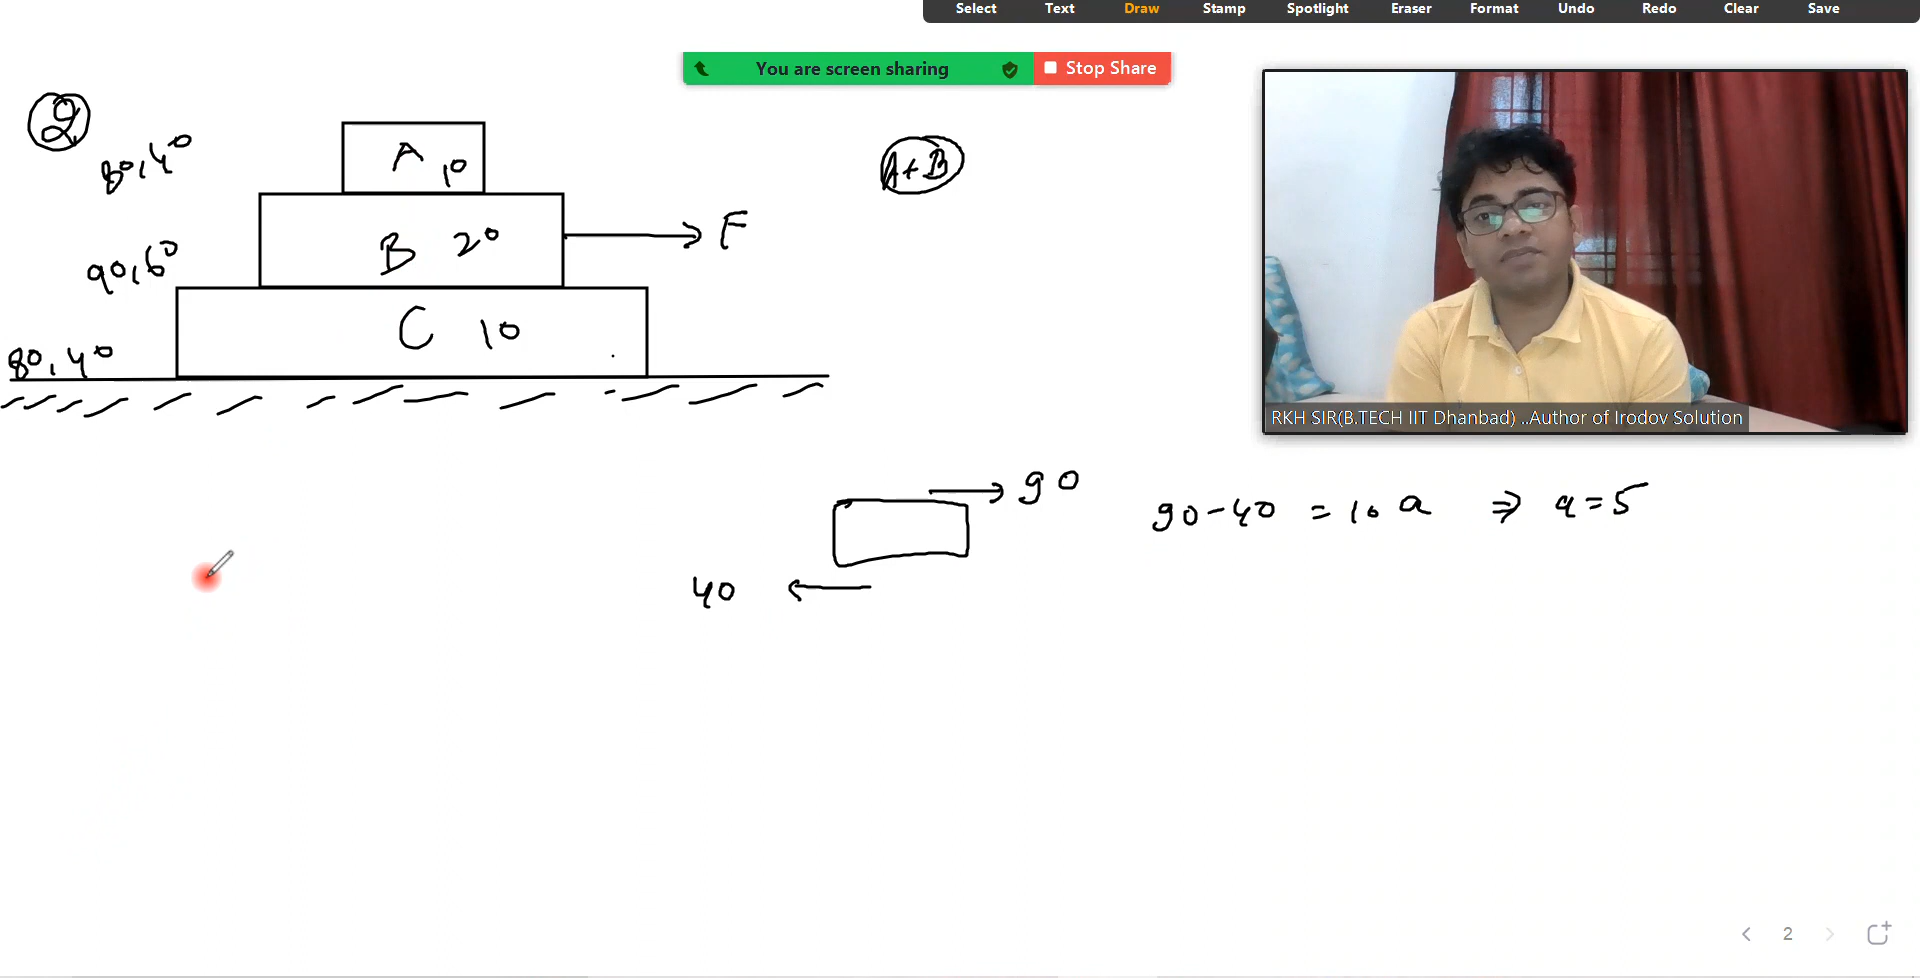 Select Text Draw Stamp Spotlight Eraser Format Undo Redo Clear Save
You are screen sharing Stop Share
2
80,40
A 10
A+B
90,60
B 20
F
C 10
80,40
RKH SIR(B.TECH IIT Dhanbad) ..Author of Irodov Solution
90
90-40 = 10a ⇒ a=5
40
2